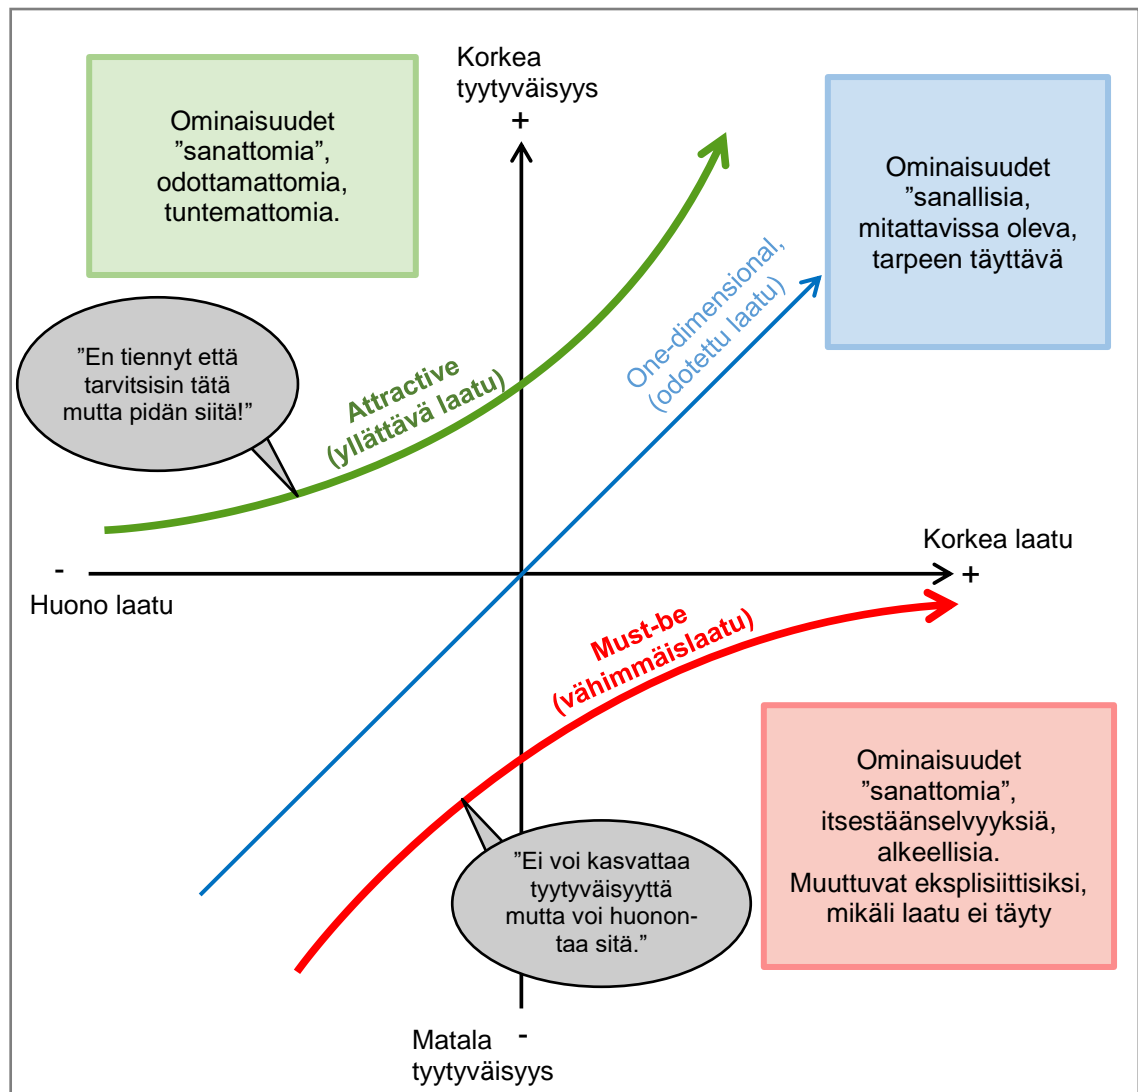 Korkea
tyytyväisyys
+
Ominaisuudet
”sanattomia”,
odottamattomia,
tuntemattomia.
Ominaisuudet
”sanallisia,
mitattavissa oleva,
tarpeen täyttävä
”En tiennyt että
tarvitsisin tätä
mutta pidän siitä!”
Attractive
(yllättävä laatu)
One-dimensional,
(odotettu laatu)
Korkea laatu
-
+
Huono laatu
Must-be
(vähimmäislaatu)
Ominaisuudet
”sanattomia”,
itsestäänselvyyksiä,
alkeellisia.
Muuttuvat eksplisiittisiksi,
mikäli laatu ei täyty
”Ei voi kasvattaa
tyytyväisyyttä
mutta voi huonon-
taa sitä.”
Matala -
tyytyväisyys